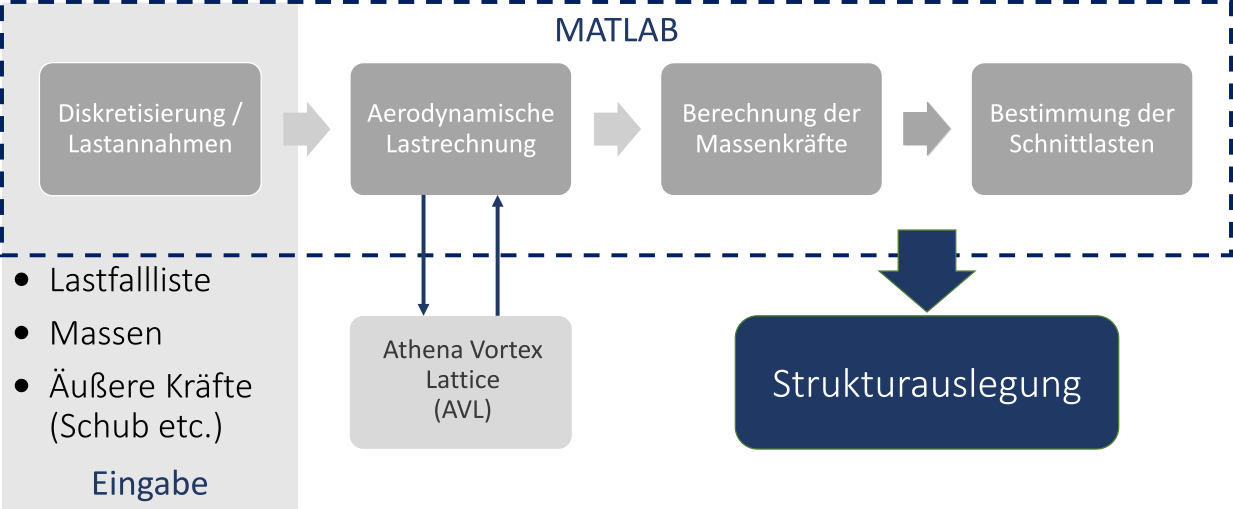 MATLAB
Diskretisierung /
Lastannahmen
Aerodynamische
Lastrechnung
Berechnung der
Massenkräfte
Bestimmung der
Schnittlasten
• Lastfallliste
• Massen
• Äußere Kräfte
(Schub etc.)
Eingabe
Athena Vortex
Lattice
(AVL)
Strukturauslegung